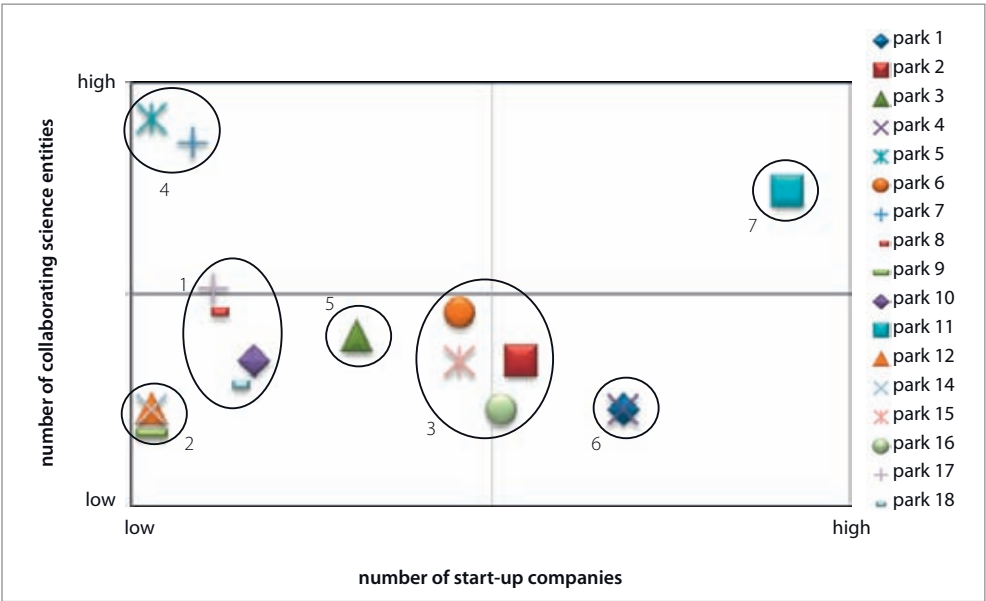 high
number of collaborating science entities
low
low
high
number of start-up companies
4
7
1
5
3
2
6
park 1
park 2
park 3
park 4
park 5
park 6
park 7
park 8
park 9
park 10
park 11
park 12
park 14
park 15
park 16
park 17
park 18